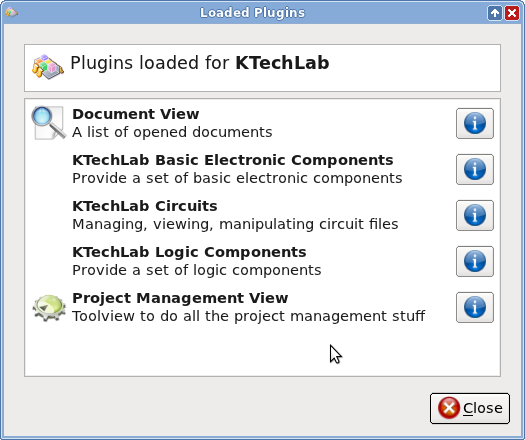 Loaded Plugins
Plugins loaded for KTechLab
Document View
A list of opened documents
KTechLab Basic Electronic Components
Provide a set of basic electronic components
KTechLab Circuits
Managing, viewing, manipulating circuit files
KTechLab Logic Components
Provide a set of logic components
Project Management View
Toolview to do all the project management stuff
Close